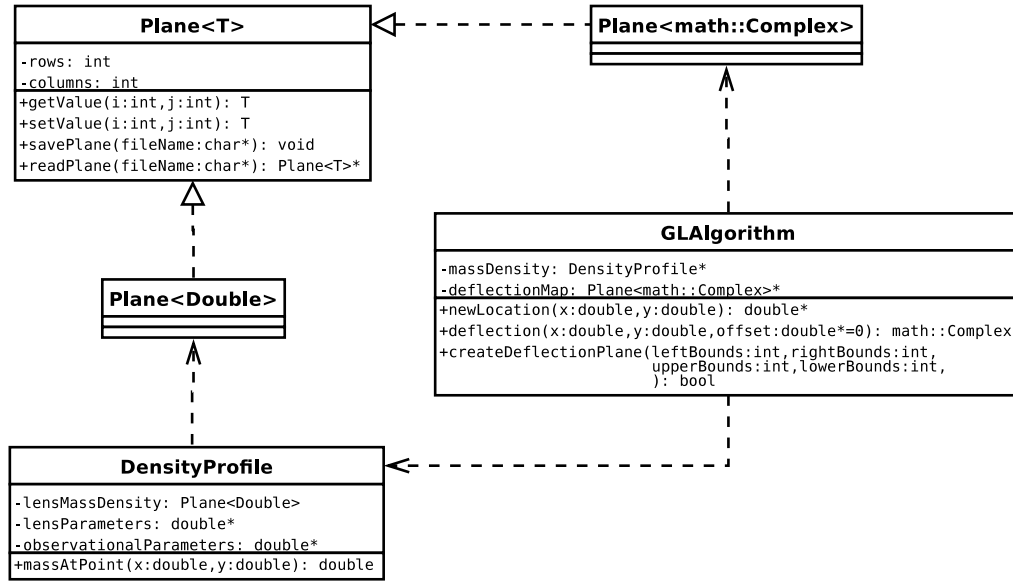 Plane<T>
-rows: int
-columns: int
+getValue(i:int,j:int): T
+setValue(i:int,j:int): T
+savePlane(fileName:char*): void
+readPlane(fileName:char*): Plane<T>*
Plane<math::Complex>
GLAlgorithm
-massDensity: DensityProfile*
-deflectionMap: Plane<math::Complex>*
+newLocation(x:double,y:double): double*
+deflection(x:double,y:double,offset:double*=0): math::Complex
+createDeflectionPlane(leftBounds:int,rightBounds:int,
upperBounds:int,lowerBounds:int,
): bool
Plane<Double>
DensityProfile
-lensMassDensity: Plane<Double>
-lensParameters: double*
-observationalParameters: double*
+massAtPoint(x:double,y:double): double